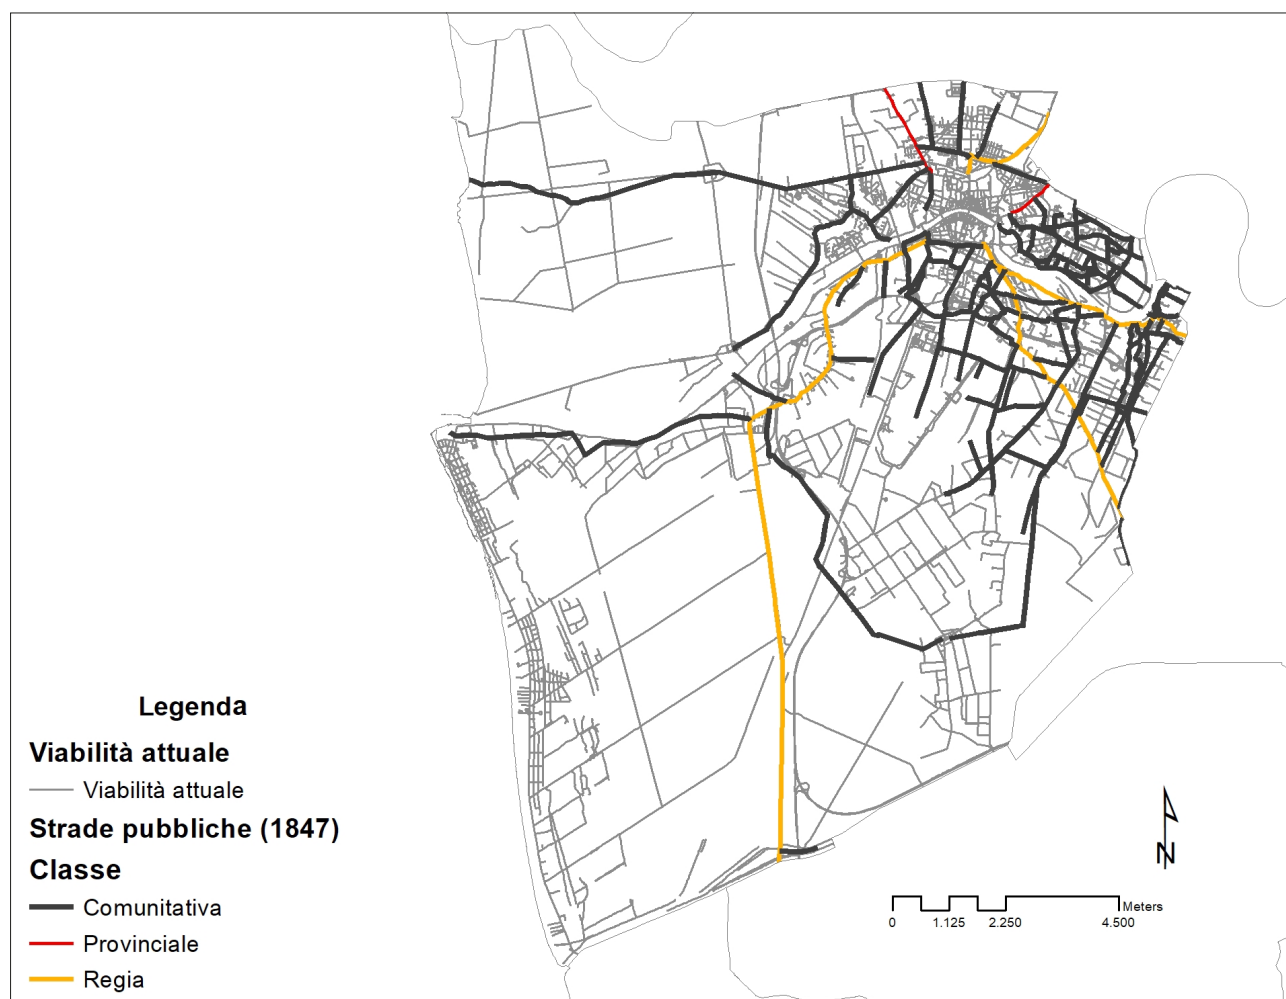 Legenda
Viabilità attuale
Viabilità attuale
Strade pubbliche (1847)
Classe
Comunitativa
Provinciale
Regia
N
Meters
0 1.125 2.250 4.500